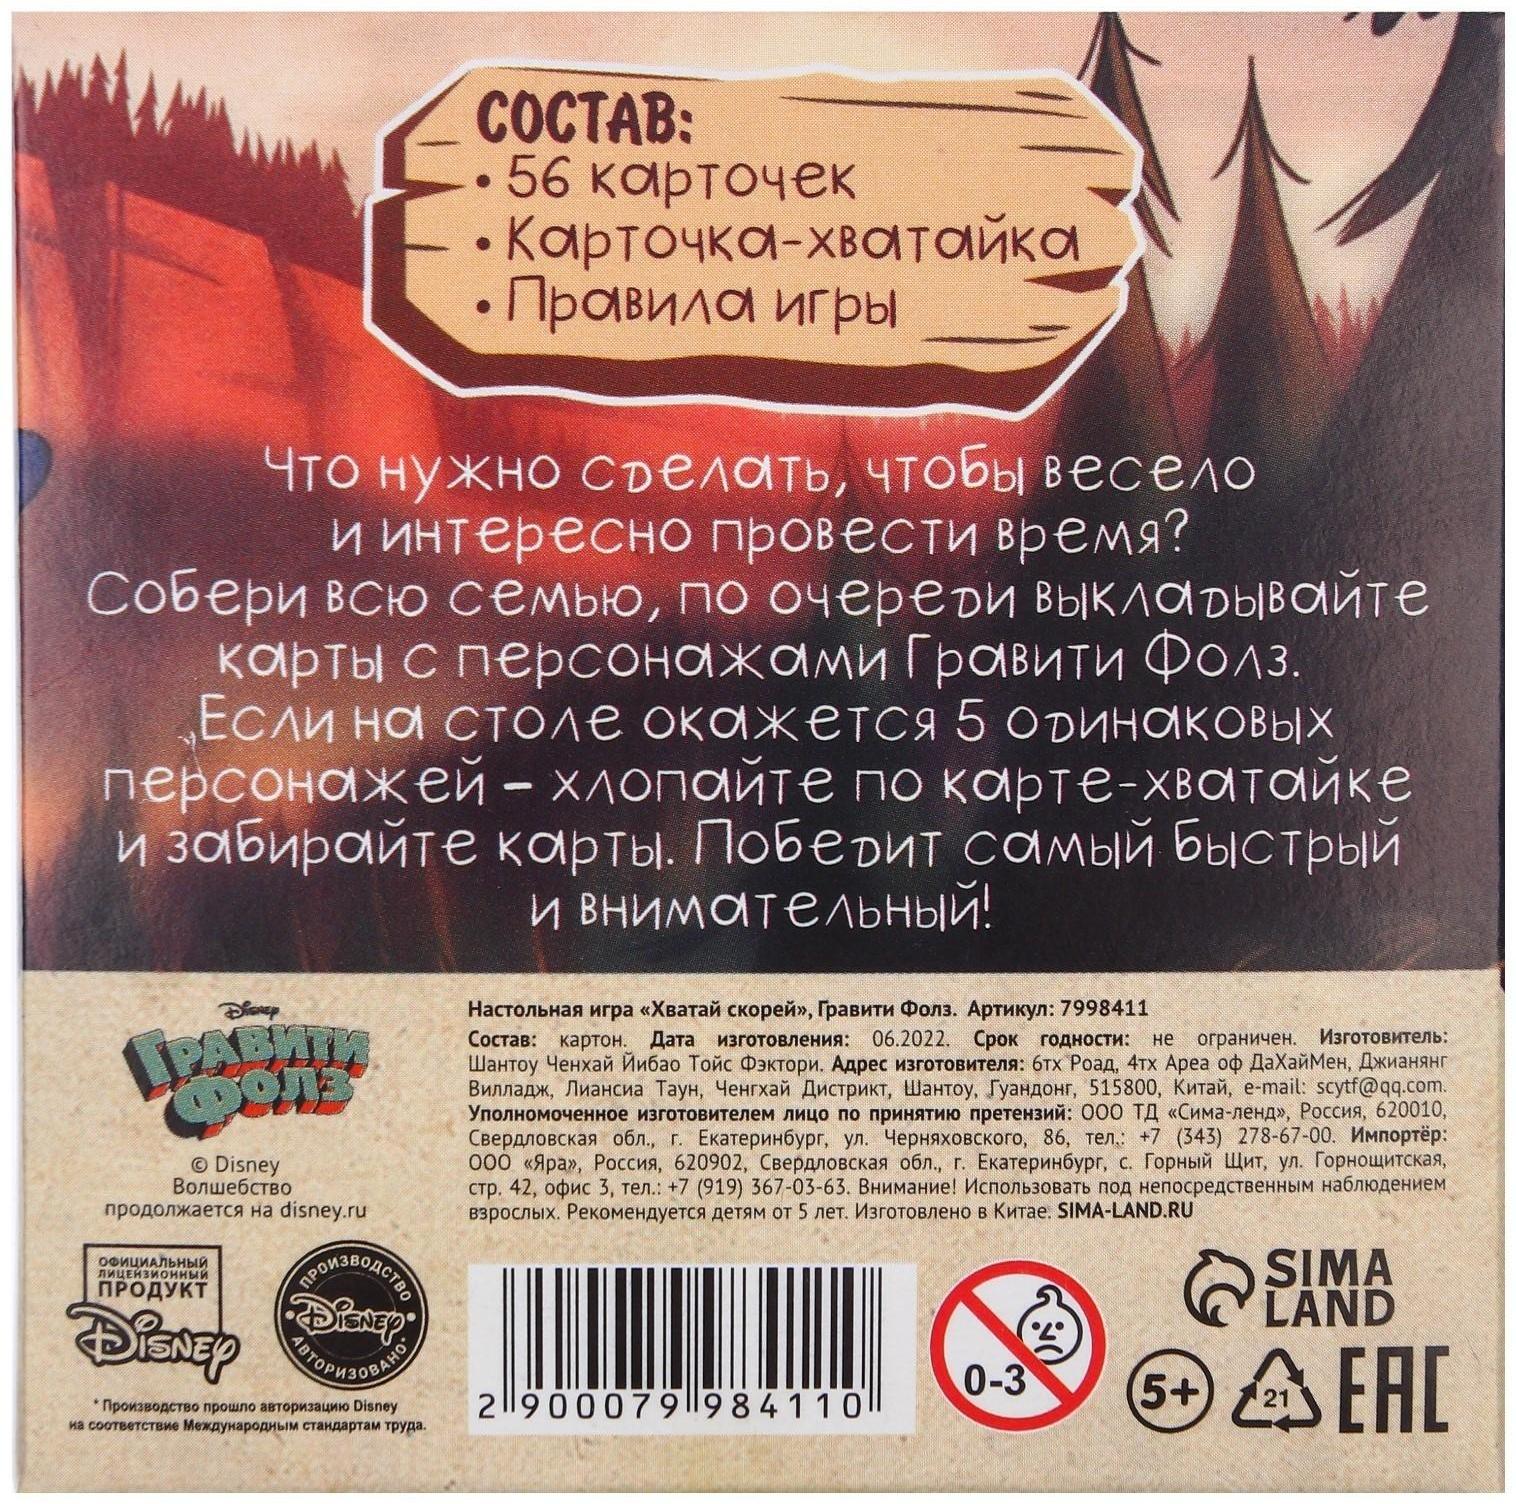 СОСТАВ:
• 56 карточек
• Карточка-хватайка
• Правила игры
Что нужно сделать, чтобы весело
и интересно провести время?
Собери всю семью, по очереди выкладывайте
карты с персонажами Гравити Фолз.
Если на столе окажется 5 одинаковых
персонажей – хлопайте по карте-хватайке
и забирайте карты. Победит самый быстрый
и внимательный!
Disney
ГРАВИТИ
ФОЛЗ
© Disney
Волшебство
продолжается на disney.ru
ОФИЦИАЛЬНЫЙ
ЛИЦЕНЗИОННЫЙ
ПРОДУКТ
Disney
ПРОИЗВОДСТВО
Disney
АВТОРИЗОВАНО*
* Производство прошло авторизацию Disney
на соответствие Международным стандартам труда.
Настольная игра «Хватай скорей», Гравити Фолз. Артикул: 7998411
Состав: картон. Дата изготовления: 06.2022. Срок годности: не ограничен. Изготовитель:
Шантоу Ченхай Йибао Тойс Фэктори. Адрес изготовителя: 6тх Роад, 4тх Ареа оф ДаХайМен, Джианянг
Вилладж, Лиансиа Таун, Ченгхай Дистрикт, Шантоу, Гуандонг, 515800, Китай, e-mail: scytf@qq.com.
Уполномоченное изготовителем лицо по принятию претензий: ООО ТД «Сима-ленд», Россия, 620010,
Свердловская обл., г. Екатеринбург, ул. Черняховского, 86, тел.: +7 (343) 278-67-00. Импортёр:
ООО «Яра», Россия, 620902, Свердловская обл., г. Екатеринбург, с. Горный Щит, ул. Горнощитская,
стр. 42, офис 3, тел.: +7 (919) 367-03-63. Внимание! Использовать под непосредственным наблюдением
взрослых. Рекомендуется детям от 5 лет. Изготовлено в Китае. SIMA-LAND.RU
2 900079 984110
0-3
SIMA
LAND
5+
21
EAC